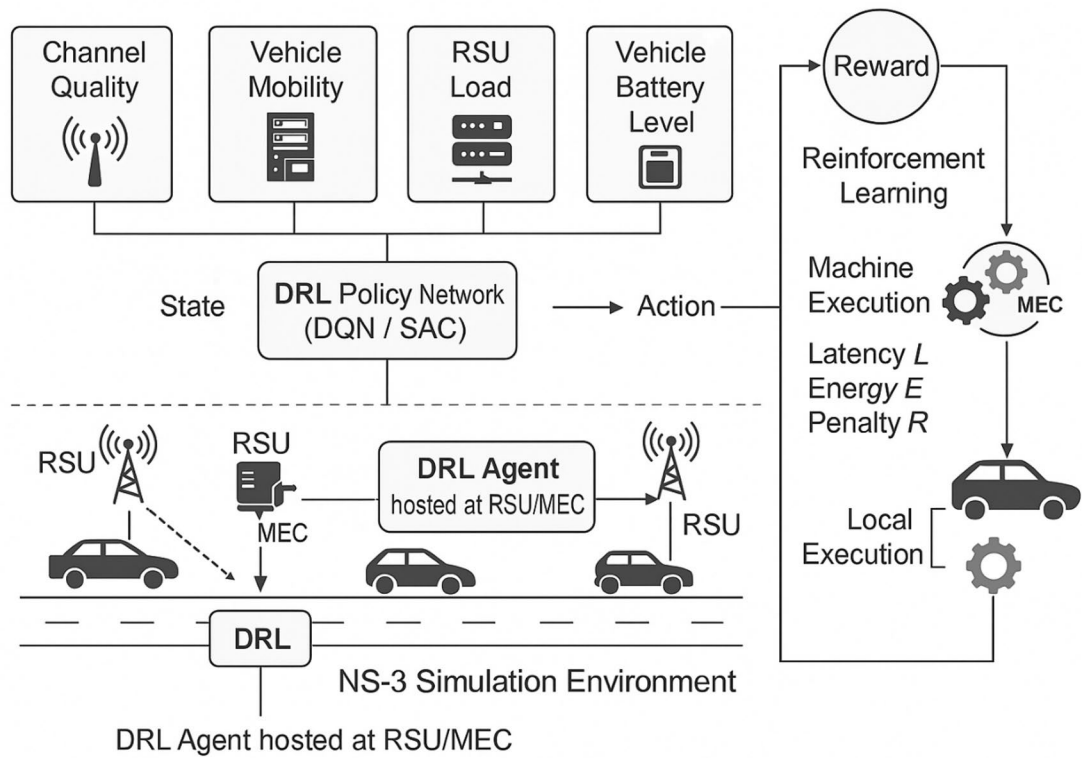 Channel
Quality
Vehicle
Mobility
RSU
Load
Vehicle
Battery
Level
Reward
Reinforcement
Learning
State
DRL Policy Network
(DQN / SAC)
Action
Machine
Execution
MEC
Latency L
Energy E
Penalty R
RSU
RSU
MEC
DRL Agent
hosted at RSU/MEC
RSU
Local
Execution
DRL
NS-3 Simulation Environment
DRL Agent hosted at RSU/MEC